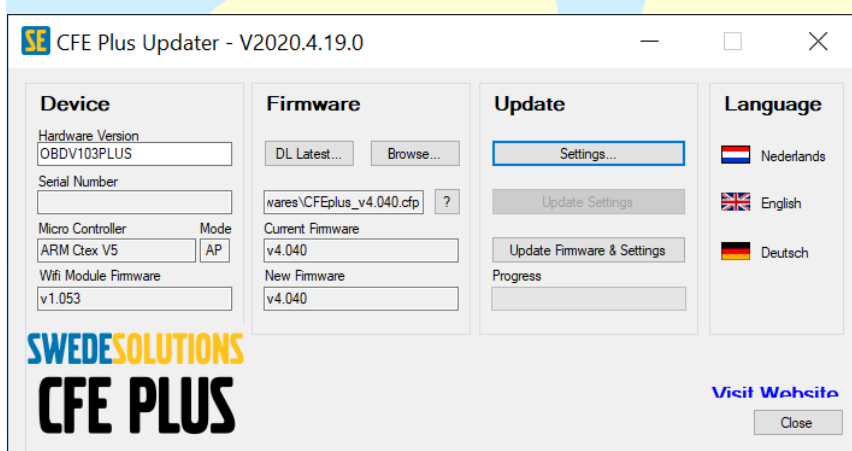 SE CFE Plus Updater - V2020.4.19.0
Device
Hardware Version
OBDV103PLUS
Serial Number
Micro Controller Mode
ARM Ctex V5 AP
Wifi Module Firmware
v1.053
Firmware
DL Latest... Browse...
wares\CFEplus_v4.040.cfp ?
Current Firmware
v4.040
New Firmware
v4.040
Update
Settings...
Update Settings
Update Firmware & Settings
Progress
Language
Nederlands
English
Deutsch
SWEDESOLUTIONS
CFE PLUS
Visit Website
Close